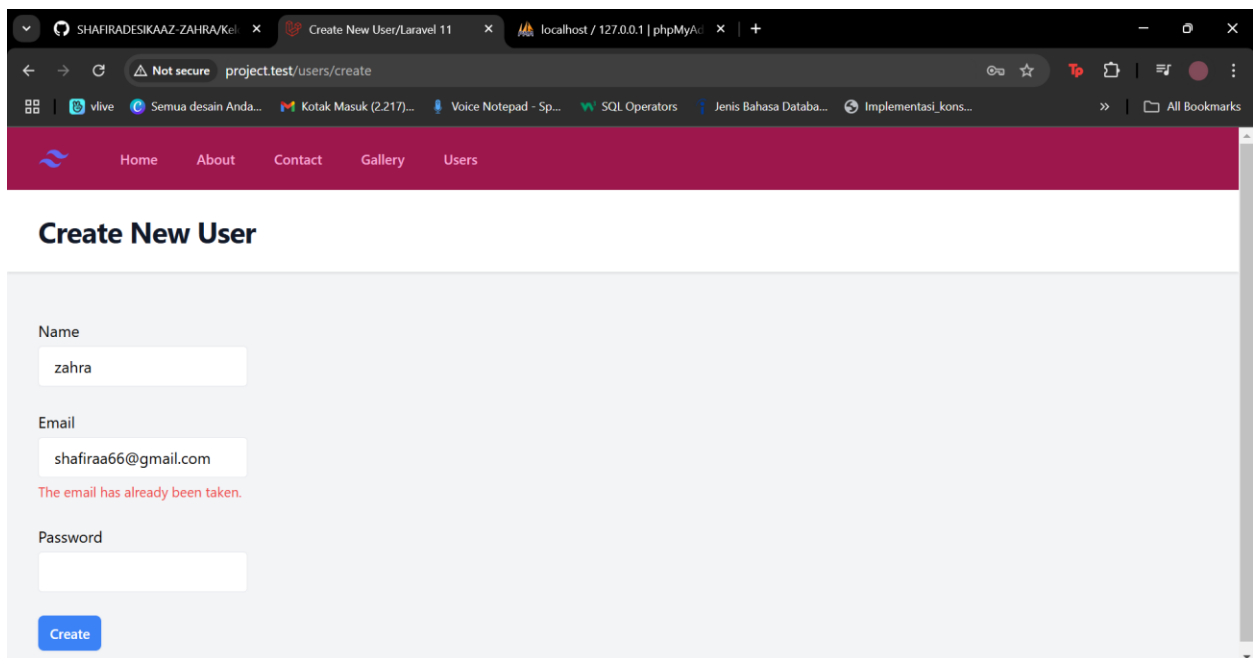 SHAFIRADESIKAAZ-ZAHRA/Kel
Create New User/Laravel 11
localhost / 127.0.0.1 | phpMyAd
Not secure project.test/users/create
Tp
vlive
Semua desain Anda...
Kotak Masuk (2.217)...
Voice Notepad - Sp...
SQL Operators
Jenis Bahasa Databa...
Implementasi_kons...
»
All Bookmarks
Home About Contact Gallery Users
Create New User
Name
zahra
Email
shafiraa66@gmail.com
The email has already been taken.
Password
Create